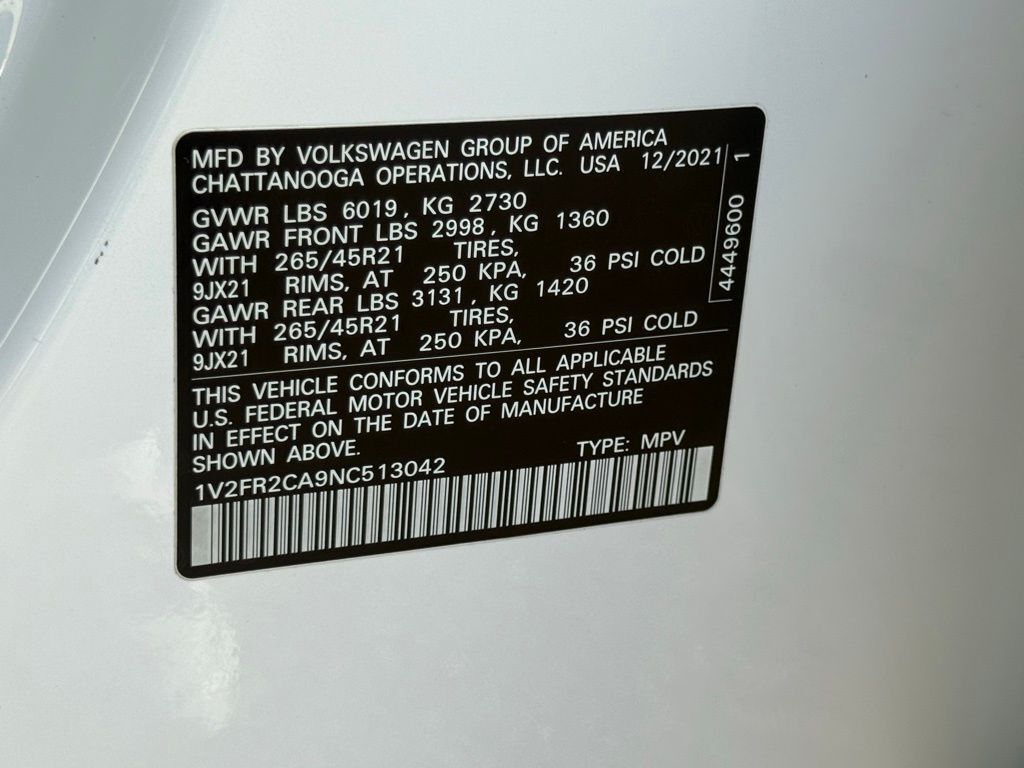 MFD BY VOLKSWAGEN GROUP OF AMERICA
CHATTANOOGA OPERATIONS, LLC. USA 12/2021
GVWR LBS 6019, KG 2730
GAWR FRONT LBS 2998, KG 1360
WITH 265/45R21 TIRES,
9JX21 RIMS, AT 250 KPA, 36 PSI COLD
GAWR REAR LBS 3131, KG 1420
WITH 265/45R21 TIRES,
9JX21 RIMS, AT 250 KPA, 36 PSI COLD
4449600 1
THIS VEHICLE CONFORMS TO ALL APPLICABLE
U.S. FEDERAL MOTOR VEHICLE SAFETY STANDARDS
IN EFFECT ON THE DATE OF MANUFACTURE
SHOWN ABOVE.
TYPE: MPV
1V2FR2CA9NC513042